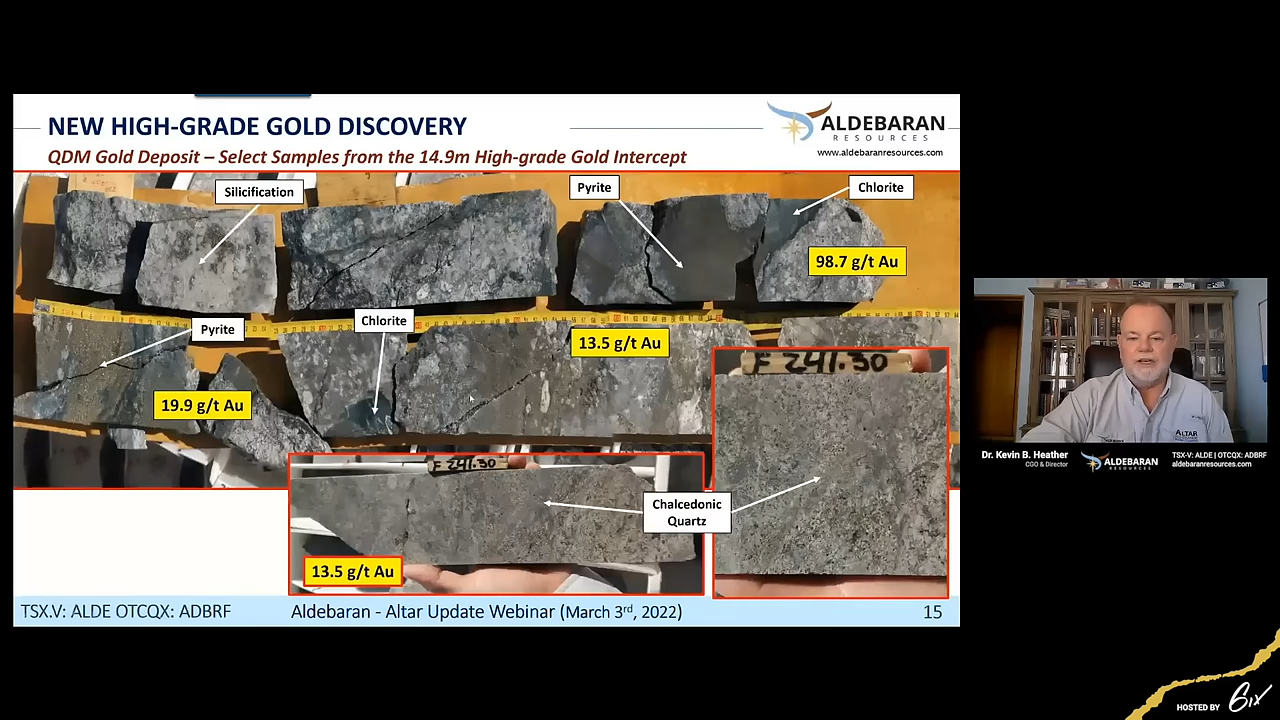 NEW HIGH-GRADE GOLD DISCOVERY
QDM Gold Deposit – Select Samples from the 14.9m High-grade Gold Intercept
ALDEBARAN
RESOURCES
www.aldebaranresources.com
Silicification
Pyrite
Chlorite
98.7 g/t Au
Pyrite
Chlorite
13.5 g/t Au
19.9 g/t Au
F 241.30
F 241.30
Chalcedonic
Quartz
13.5 g/t Au
TSX.V: ALDE OTCQX: ADBRF
Aldebaran - Altar Update Webinar (March 3rd, 2022)
15
ALTAR
Dr. Kevin B. Heather
CGO & Director
ALDEBARAN
RESOURCES
TSX-V: ALDE | OTCQX: ADBRF
aldebaranresources.com
HOSTED BY 6ix